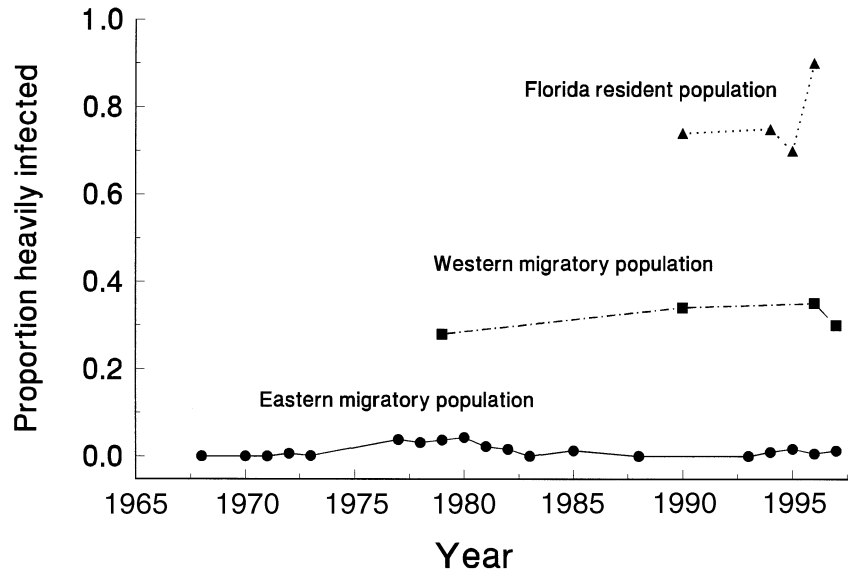 1.0
Florida resident population
0.8
0.6
Western migratory population
0.4
0.2
Eastern migratory population
0.0
Proportion heavily infected
1965 1970 1975 1980 1985 1990 1995
Year